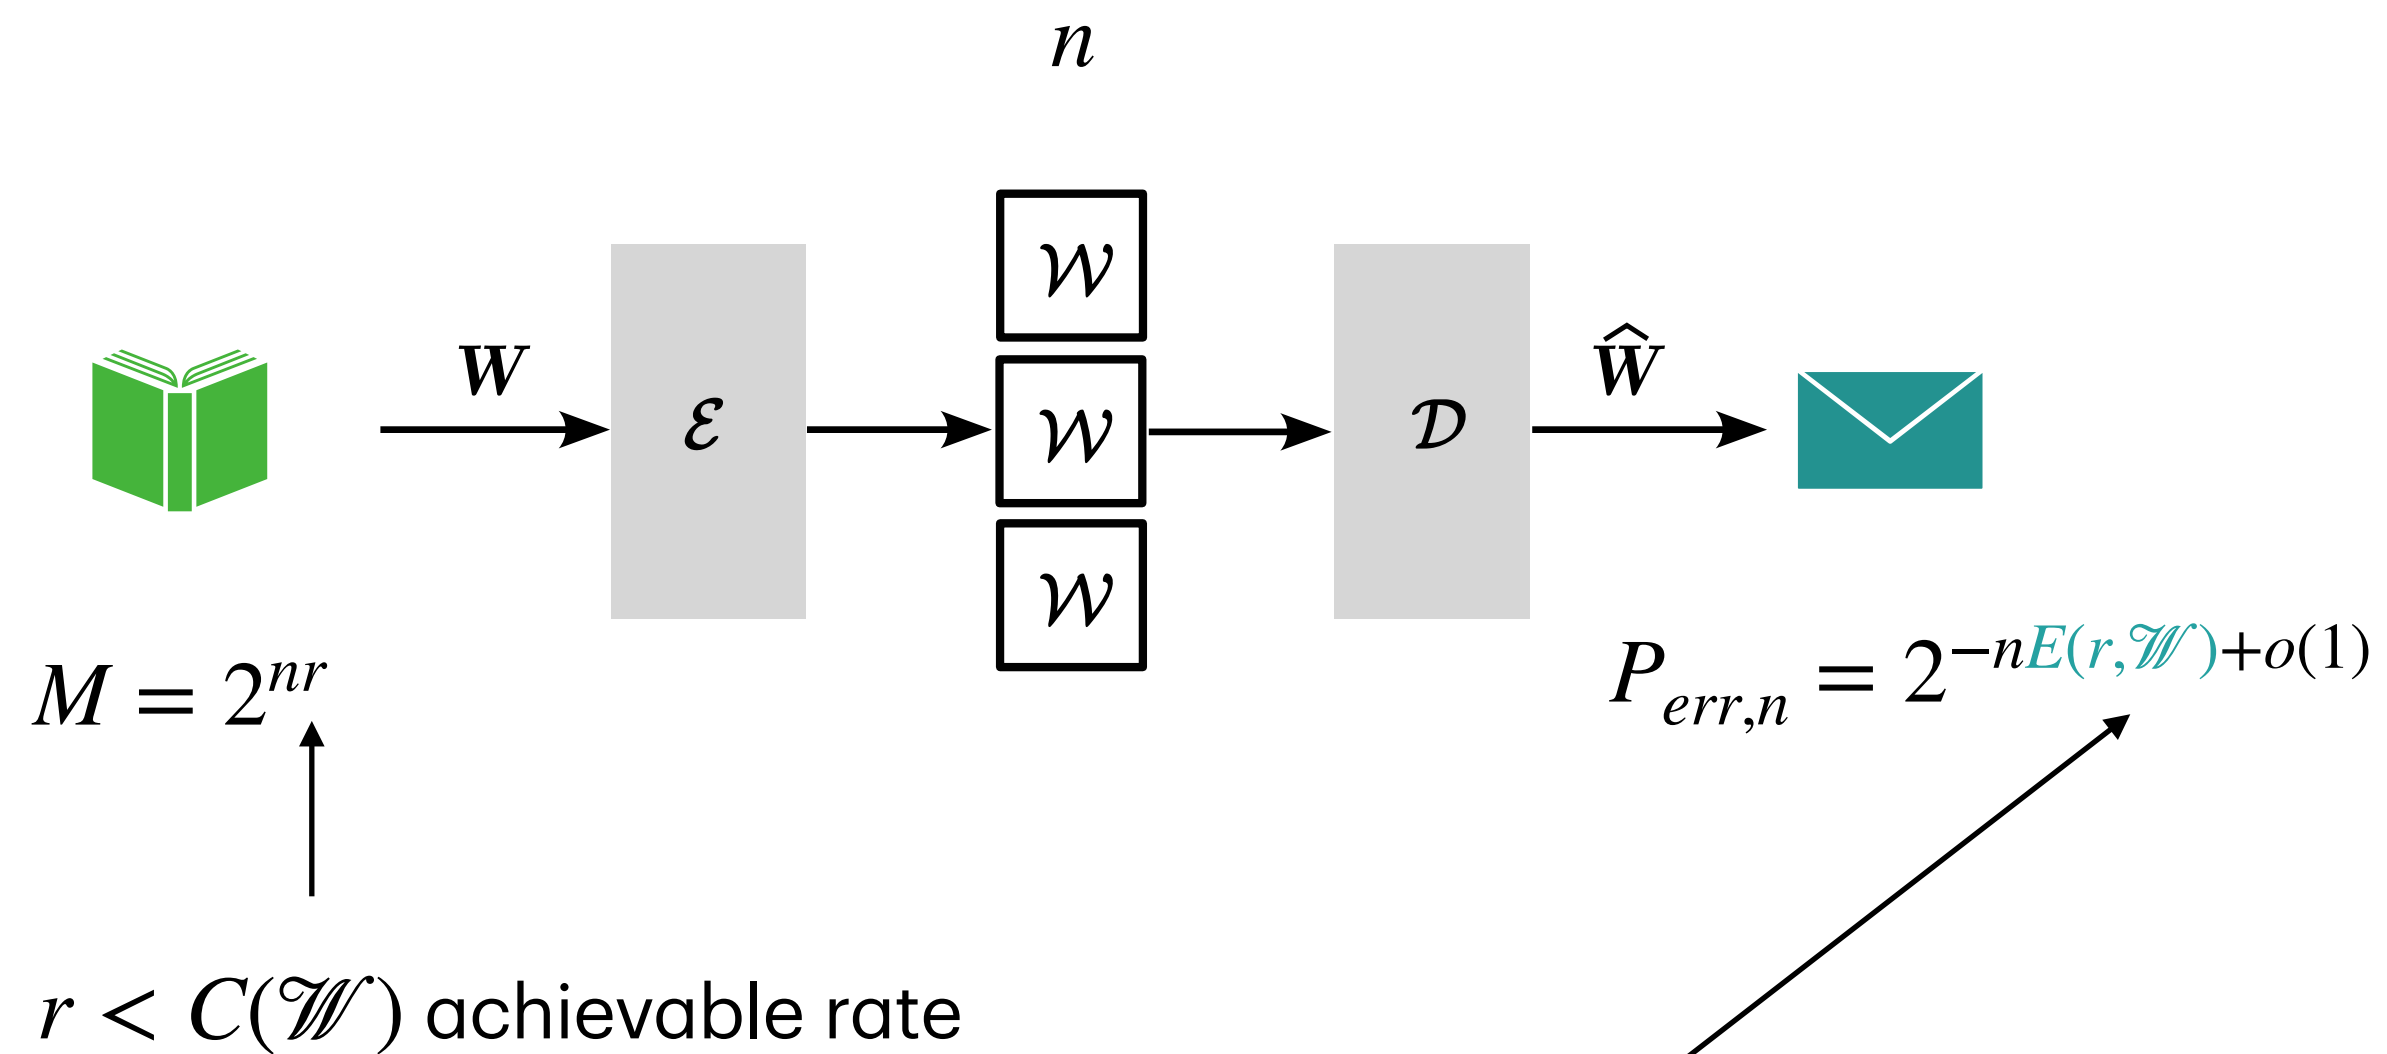 n
𝒲
W ℰ 𝒲 𝒟 Ŵ
𝒲
M = 2^{nr}
P_{err,n} = 2^{−nE(r,𝒲)+o(1)}
r < C(𝒲) achievable rate